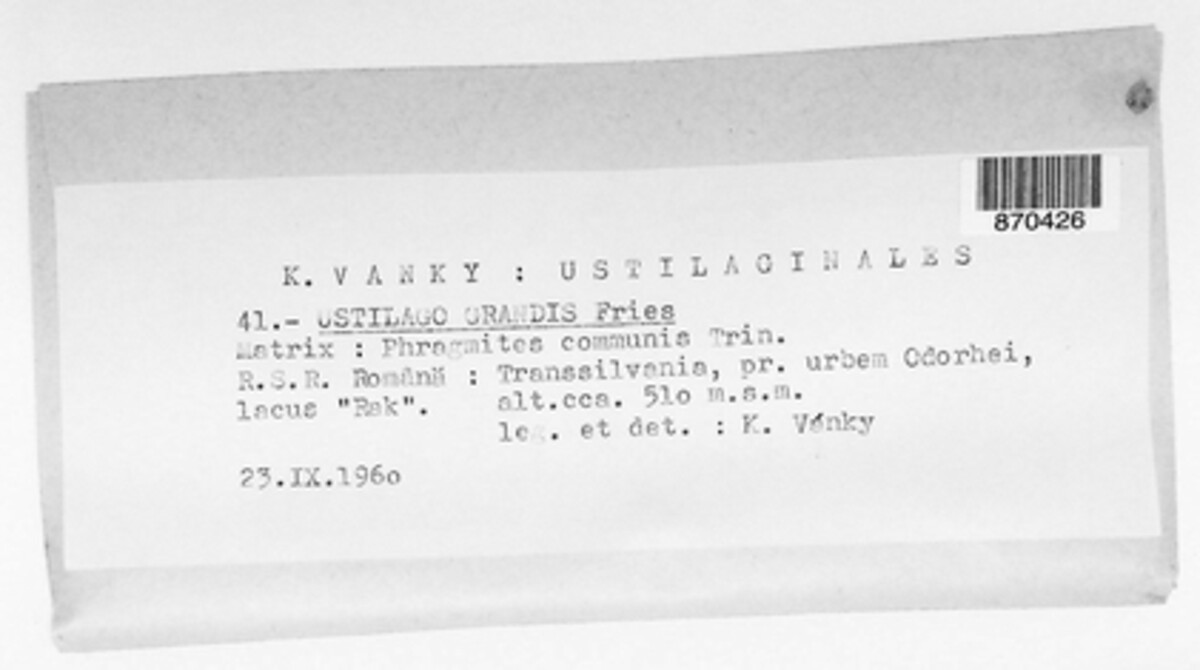 870426
K. V A N K Y : U S T I L A G I N A L E S
41.- USTILAGO GRANDIS Fries
Matrix : Phragmites communis Trin.
R.S.R. Română : Transsilvania, pr. urbem Odorhei,
lacus "Rak". alt.cca. 51o m.s.m.
leg. et det. : K. Vánky
23.IX.196o